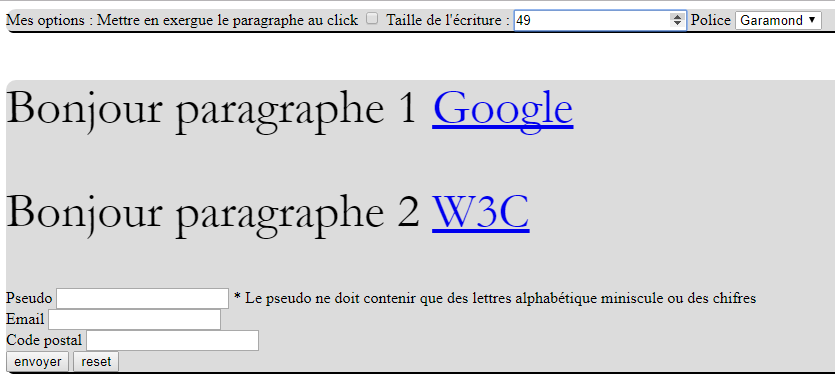 Mes options : Mettre en exergue le paragraphe au click Taille de l'écriture : 49 Police Garamond
Bonjour paragraphe 1 Google
Bonjour paragraphe 2 W3C
Pseudo * Le pseudo ne doit contenir que des lettres alphabétique miniscule ou des chifres
Email
Code postal
envoyer reset